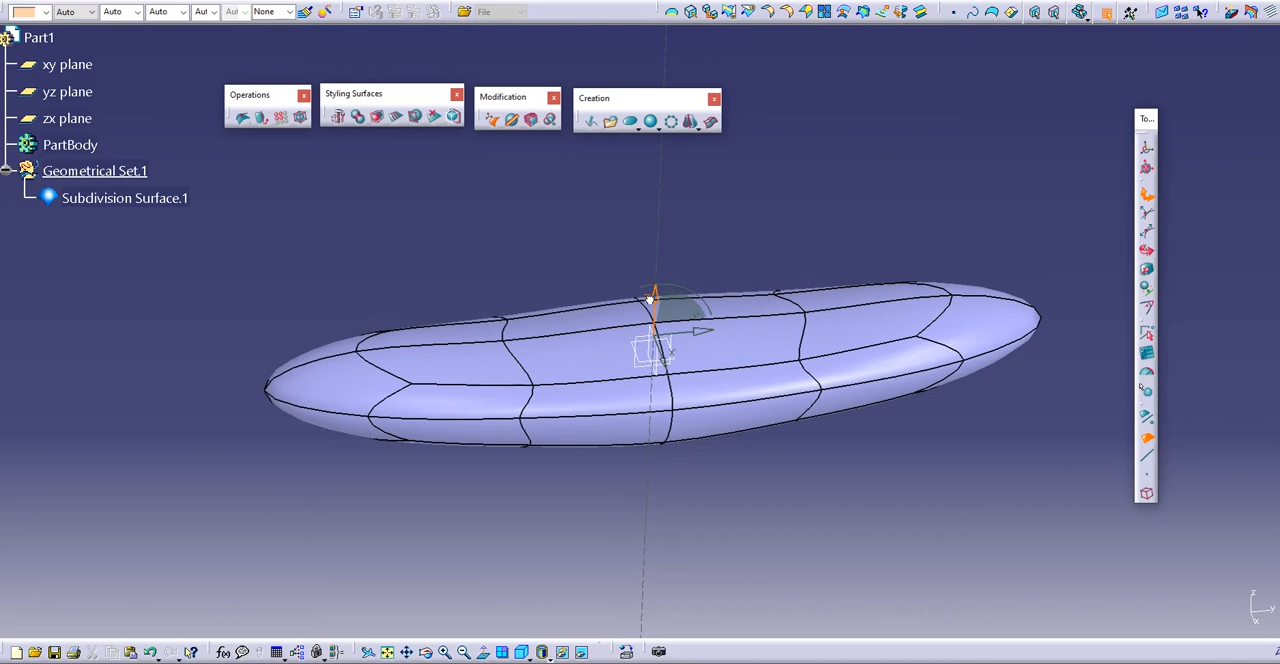 Auto Auto Auto Aut Aut None File
Part1
xy plane
yz plane
zx plane
PartBody
Geometrical Set.1
Subdivision Surface.1
Operations
Styling Surfaces
Modification
Creation
To...
z
y
x
f(x)